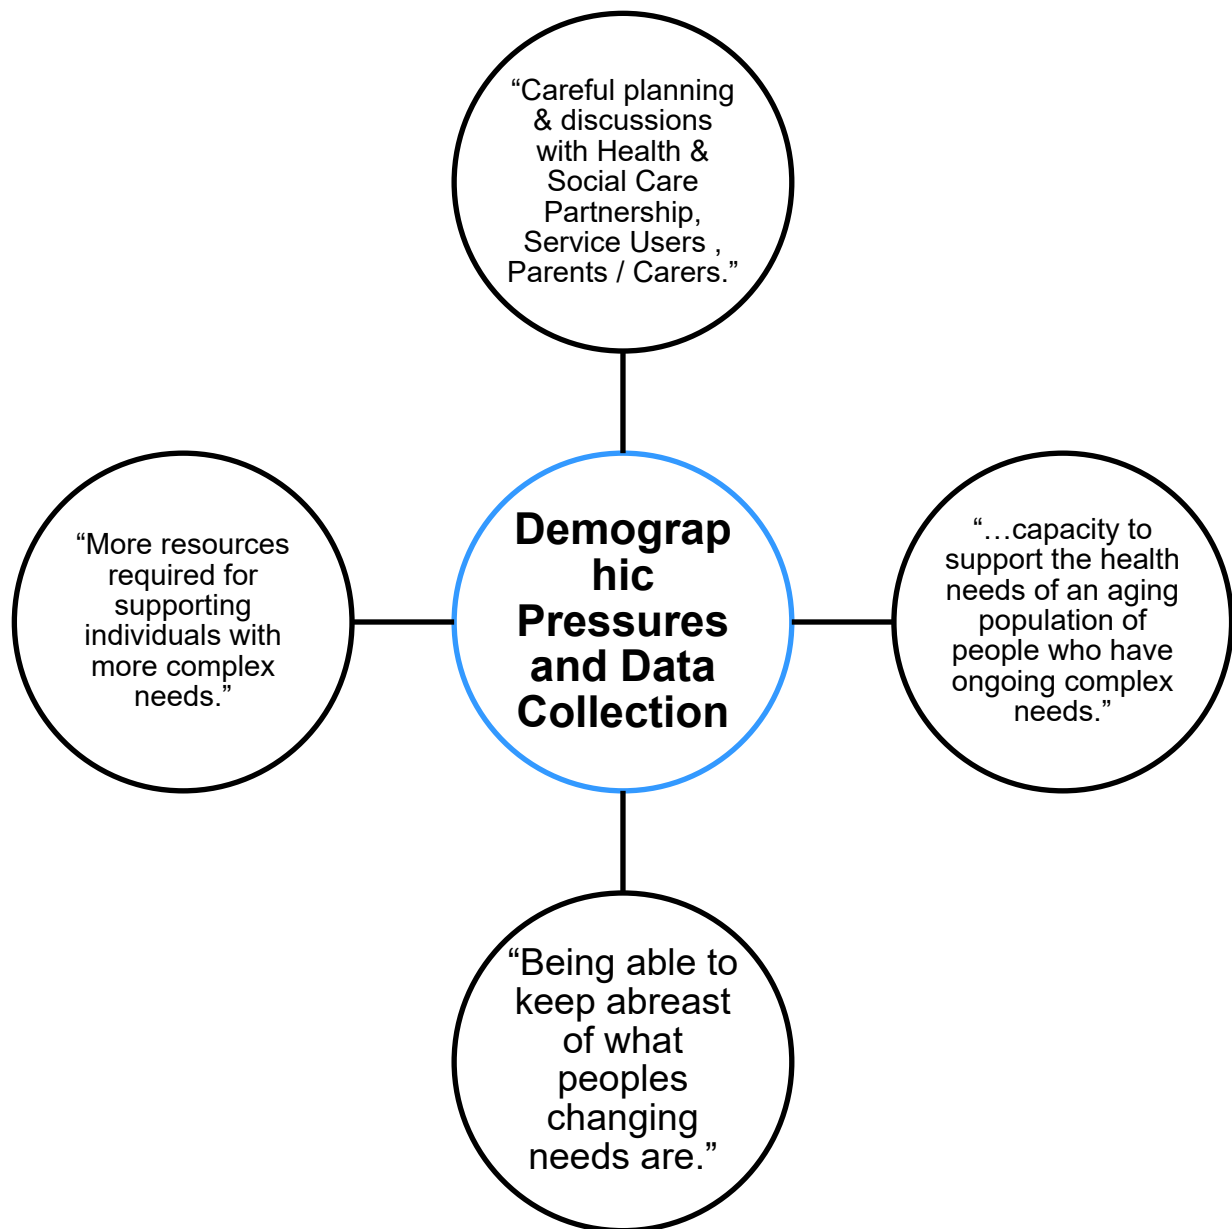 “Careful planning
& discussions
with Health &
Social Care
Partnership,
Service Users ,
Parents / Carers.”
“More resources
required for
supporting
individuals with
more complex
needs.”
Demograp
hic
Pressures
and Data
Collection
“…capacity to
support the health
needs of an aging
population of
people who have
ongoing complex
needs.”
“Being able to
keep abreast
of what
peoples
changing
needs are.”